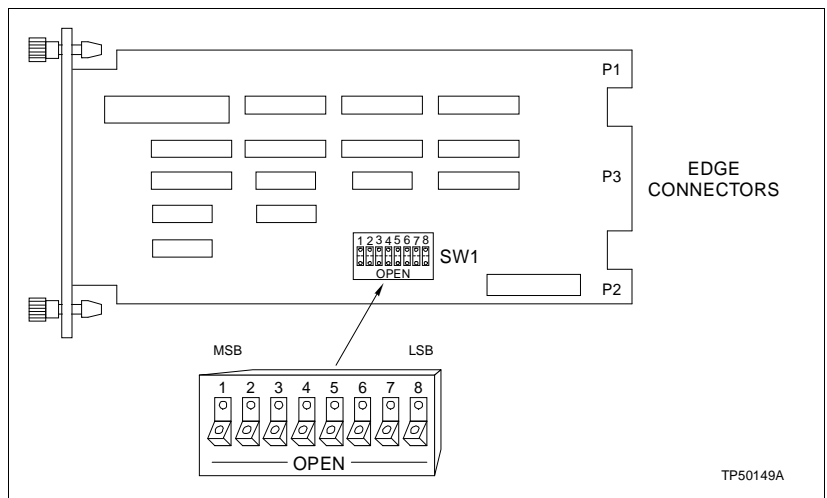 P1
P3
EDGE
CONNECTORS
1 2 3 4 5 6 7 8
OPEN
SW1
P2
MSB LSB
1 2 3 4 5 6 7 8
OPEN
TP50149A